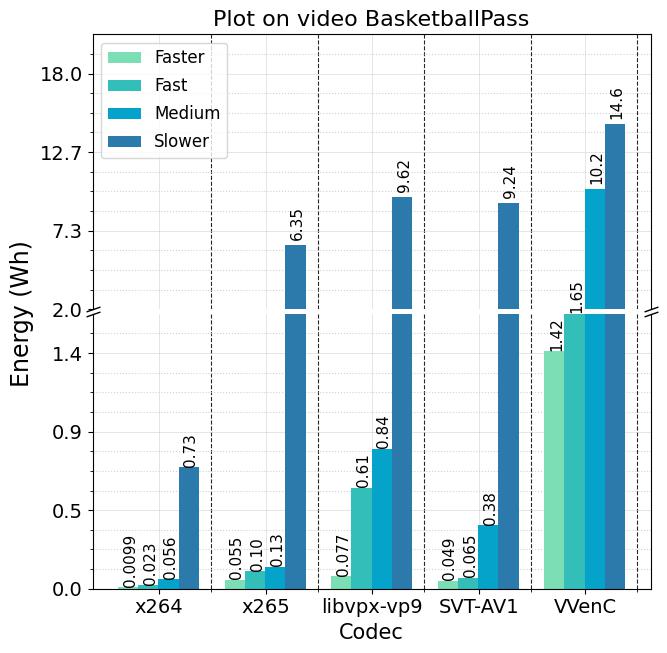 Plot on video BasketballPass
Faster
Fast
Medium
Slower
Energy (Wh)
18.0
12.7
7.3
2.0
2.0
1.4
0.9
0.5
0.0
0.0099
0.023
0.056
0.73
0.055
0.10
0.13
6.35
0.077
0.61
0.84
9.62
0.049
0.065
0.38
9.24
1.42
1.65
10.2
14.6
x264
x265
libvpx-vp9
SVT-AV1
VVenC
Codec